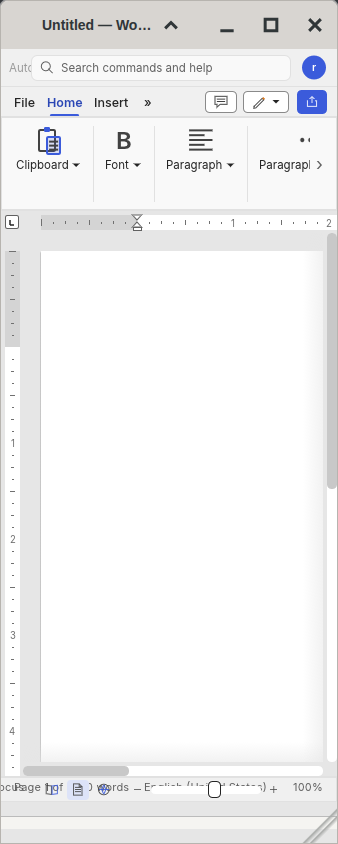 Untitled — Wo...
Search commands and help
r
File Home Insert »
B
Clipboard Font Paragraph
L
1 2
1
2
3
4
words
100%